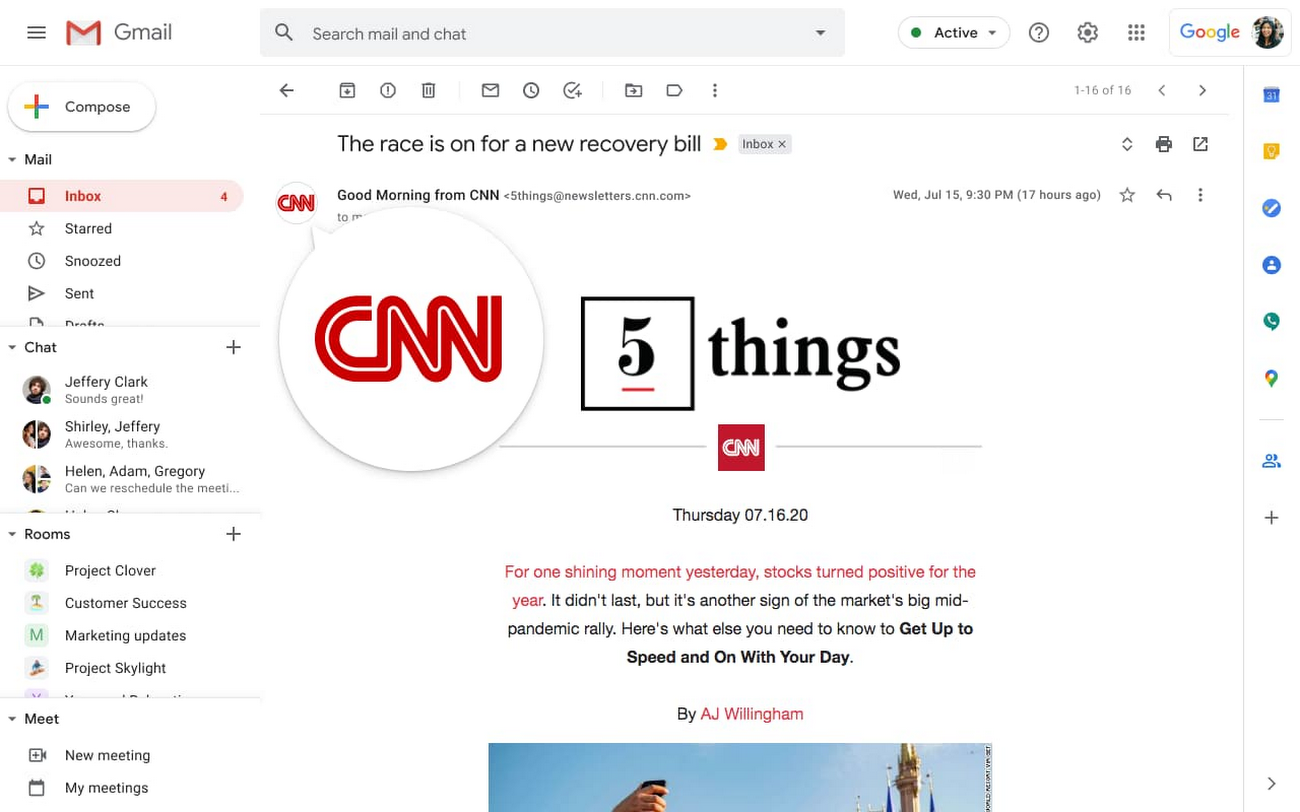 Gmail
Search mail and chat
Active
Google
Compose
1-16 of 16
31
Mail
The race is on for a new recovery bill
Inbox ×
Inbox
4
CNN
Good Morning from CNN <5things@newsletters.cnn.com>
Wed, Jul 15, 9:30 PM (17 hours ago)
to m
Starred
Snoozed
Sent
Drafts
Chat
Jeffery Clark
Sounds great!
Shirley, Jeffery
Awesome, thanks.
Helen, Adam, Gregory
Can we reschedule the meeti...
Rooms
Project Clover
Customer Success
M
Marketing updates
Project Skylight
Meet
New meeting
My meetings
CNN
5 things
CNN
Thursday 07.16.20
For one shining moment yesterday, stocks turned positive for the
year. It didn't last, but it's another sign of the market's big mid-
pandemic rally. Here's what else you need to know to Get Up to
Speed and On With Your Day.
By AJ Willingham